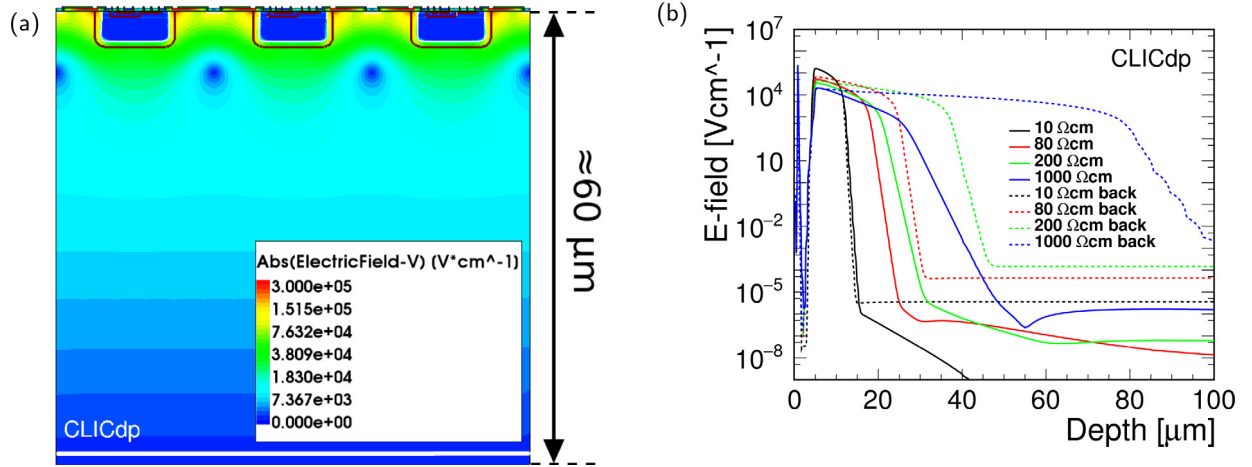 (a)
≈60 μm
Abs(ElectricField-V) (V*cm^-1)
3.000e+05
1.515e+05
7.632e+04
3.809e+04
1.830e+04
7.367e+03
0.000e+00
CLICdp
(b)
E-field [Vcm^-1]
10^7
10^4
10
10^-2
10^-5
10^-8
CLICdp
10 Ωcm
80 Ωcm
200 Ωcm
1000 Ωcm
10 Ωcm back
80 Ωcm back
200 Ωcm back
1000 Ωcm back
0 20 40 60 80 100
Depth [μm]